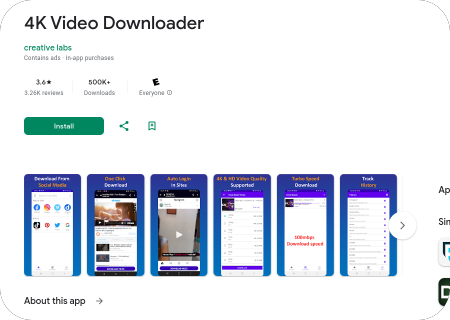 4K Video Downloader
creative labs
Contains ads · In-app purchases
3.6★
3.26K reviews
500K+
Downloads
E
Everyone
Install
Download From
Social Media
One Click
Download
Auto Login
In Sites
4K & HD Video Quality
Supported
Turbo Speed
Download
100mbps
Download speed
Track
History
Ap
Sim
About this app